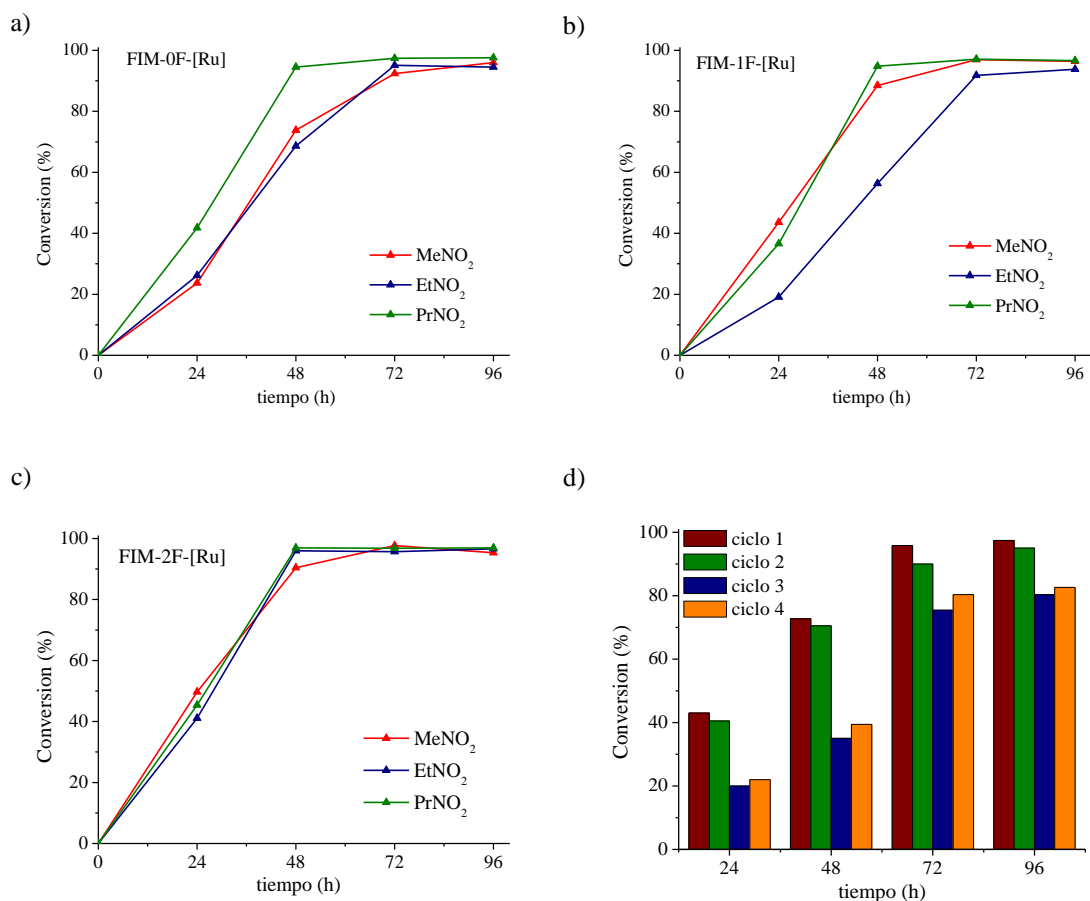 a)
FIM-0F-[Ru]
Conversion (%)
100
80
60
40
20
0
MeNO2
EtNO2
PrNO2
0 24 48 72 96
tiempo (h)
b)
FIM-1F-[Ru]
Conversion (%)
100
80
60
40
20
0
MeNO2
EtNO2
PrNO2
0 24 48 72 96
tiempo (h)
c)
FIM-2F-[Ru]
Conversion (%)
100
80
60
40
20
0
MeNO2
EtNO2
PrNO2
0 24 48 72 96
tiempo (h)
d)
Conversion (%)
100
80
60
40
20
0
ciclo 1
ciclo 2
ciclo 3
ciclo 4
24 48 72 96
tiempo (h)